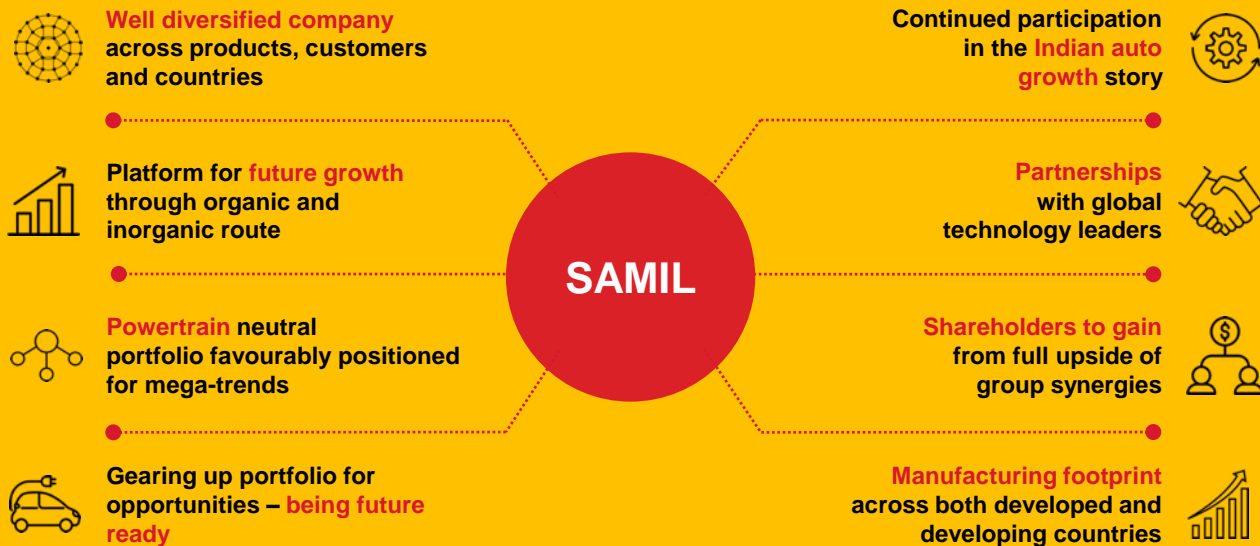 Well diversified company
across products, customers
and countries
Platform for future growth
through organic and
inorganic route
Powertrain neutral
portfolio favourably positioned
for mega-trends
Gearing up portfolio for
opportunities – being future
ready
SAMIL
Continued participation
in the Indian auto
growth story
Partnerships
with global
technology leaders
Shareholders to gain
from full upside of
group synergies
$
Manufacturing footprint
across both developed and
developing countries